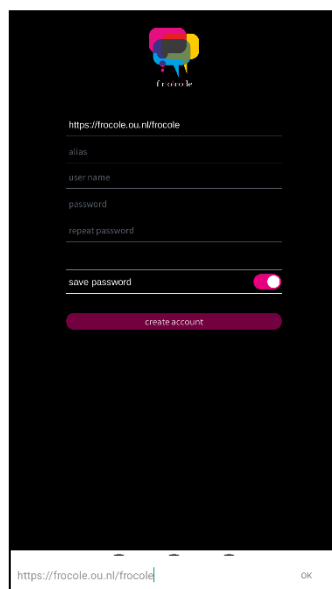 frocole
https://frocole.ou.nl/frocole
alias
user name
password
repeat password
save password
create account
https://frocole.ou.nl/frocole
OK